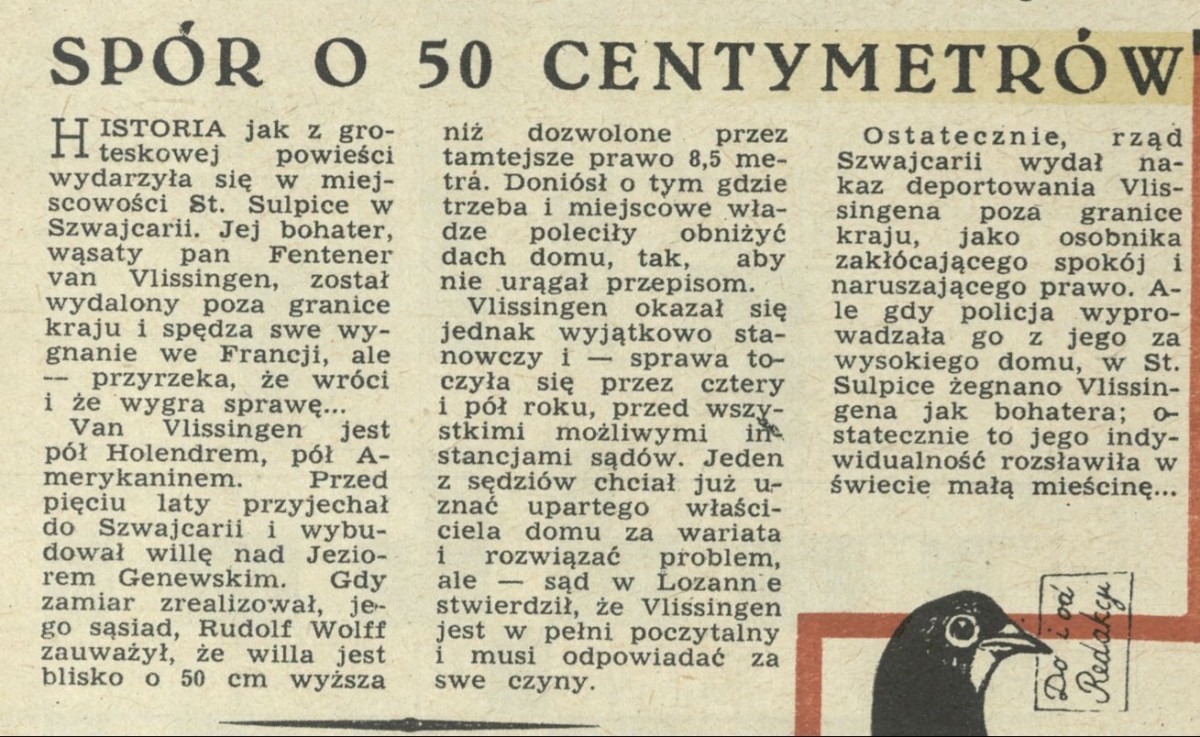 SPÓR O 50 CENTYMETRÓW
HISTORIA jak z gro-
teskowej powieści
wydarzyła się w miej-
scowości St. Sulpice w
Szwajcarii. Jej bohater,
wąsaty pan Fentener
van Vlissingen, został
wydalony poza granice
kraju i spędza swe wy-
gnanie we Francji, ale
— przyrzeka, że wróci
i że wygra sprawę...
Van Vlissingen jest
pół Holendrem, pół A-
merykaninem. Przed
pięciu laty przyjechał
do Szwajcarii i wybu-
dował willę nad Jezio-
rem Genewskim. Gdy
zamiar zrealizował, je-
go sąsiad, Rudolf Wolff
zauważył, że willa jest
blisko o 50 cm wyższa
niż dozwolone przez
tamtejsze prawo 8,5 me-
tra. Doniósł o tym gdzie
trzeba i miejscowe wła-
dze poleciły obniżyć
dach domu, tak, aby
nie urągał przepisom.
Vlissingen okazał się
jednak wyjątkowo sta-
nowczy i — sprawa to-
czyła się przez cztery
i pół roku, przed wszy-
stkimi możliwymi in-
stancjami sądów. Jeden
z sędziów chciał już u-
znać upartego właści-
ciela domu za wariata
i rozwiązać problem,
ale — sąd w Lozann e
stwierdził, że Vlissingen
jest w pełni poczytalny
i musi odpowiadać za
swe czyny.
Ostatecznie, rząd
Szwajcarii wydał na-
kaz deportowania Vlis-
singena poza granice
kraju, jako osobnika
zakłócającego spokój i
naruszającego prawo. A-
le gdy policja wypro-
wadzała go z jego za
wysokiego domu, w St.
Sulpice żegnano Vlissin-
gena jak bohatera; o-
statecznie to jego indy-
widualność rozsławiła w
świecie małą mieścinę...
Do i od
Redakcji